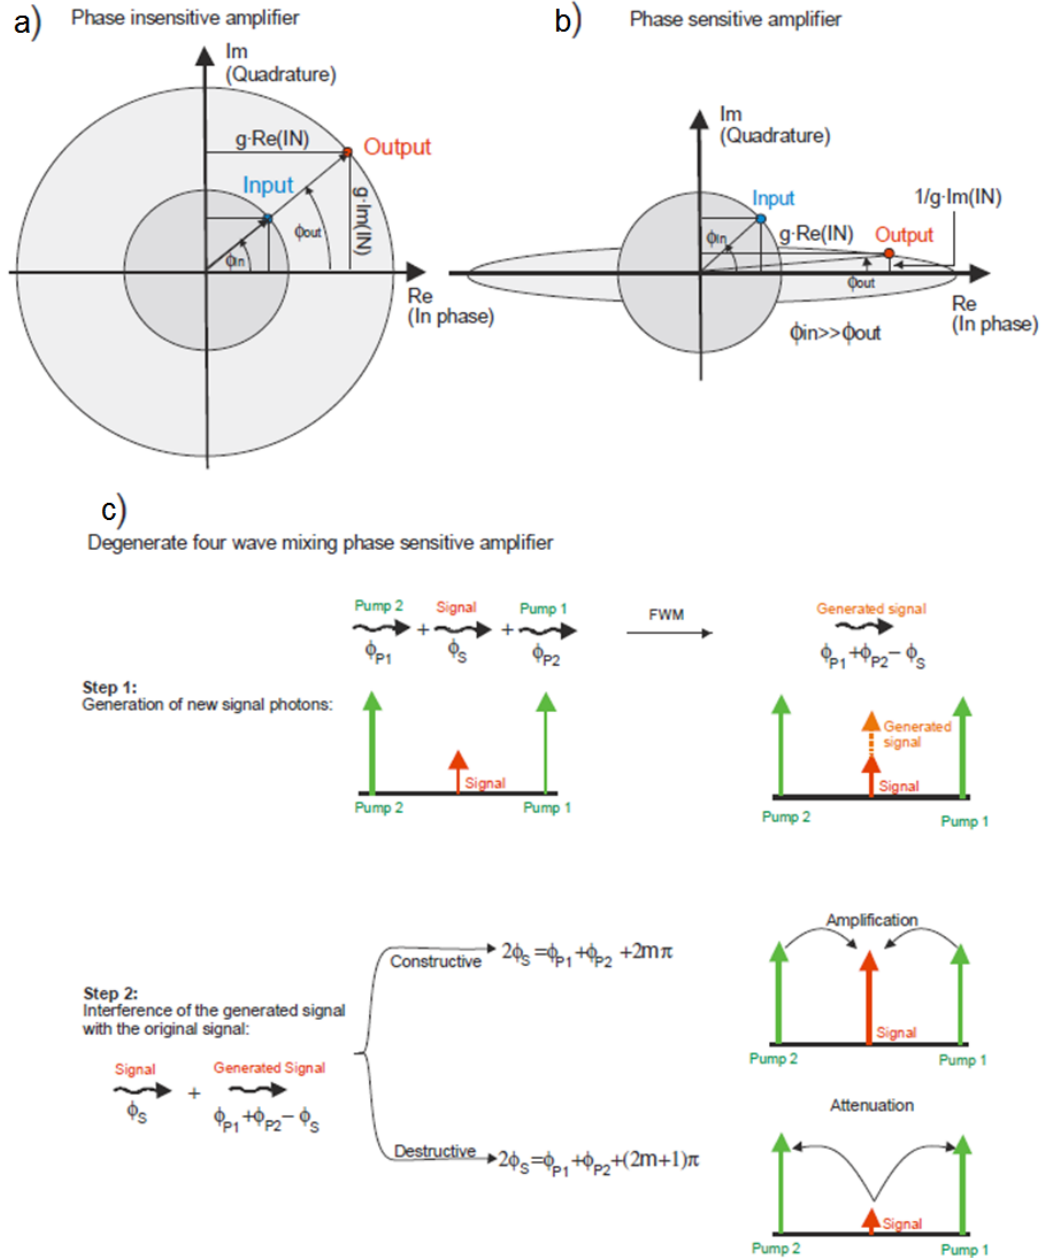 a)
Phase insensitive amplifier
Im
(Quadrature)
g·Re(IN)
Output
Input
g·Im(IN)
ϕout
ϕin
Re
(In phase)
b)
Phase sensitive amplifier
Im
(Quadrature)
Input
1/g·Im(IN)
ϕin
g·Re(IN)
Output
ϕout
Re
(In phase)
ϕin>>ϕout
c)
Degenerate four wave mixing phase sensitive amplifier
Pump 2 Signal Pump 1
+ +
FWM
Generated signal
ϕP1 ϕS ϕP2
ϕP1+ϕP2− ϕS
Step 1:
Generation of new signal photons:
Signal
Pump 2 Pump 1
Generated
signal
Signal
Pump 2 Pump 1
Step 2:
Interference of the generated signal
with the original signal:
Signal Generated Signal
+
ϕS ϕP1+ϕP2− ϕS
Constructive
2ϕS=ϕP1+ϕP2 +2mπ
Amplification
Signal
Pump 2 Pump 1
Destructive
2ϕS=ϕP1+ϕP2+(2m+1)π
Attenuation
Signal
Pump 2 Pump 1